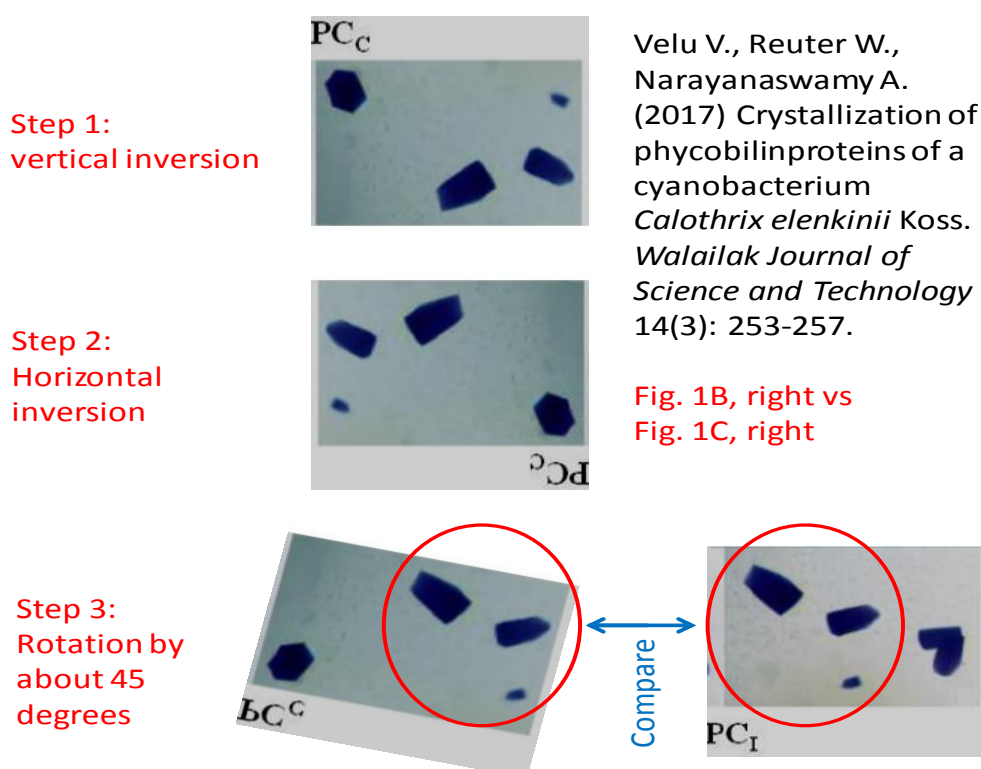 PCC
Step 1:
vertical inversion
Velu V., Reuter W.,
Narayanaswamy A.
(2017) Crystallization of
phycobilinproteins of a
cyanobacterium
Calothrix elenkinii Koss.
Walailak Journal of
Science and Technology
14(3): 253-257.
Step 2:
Horizontal
inversion
Fig. 1B, right vs
Fig. 1C, right
PCC
Step 3:
Rotation by
about 45
degrees
Compare
PCC
PCI